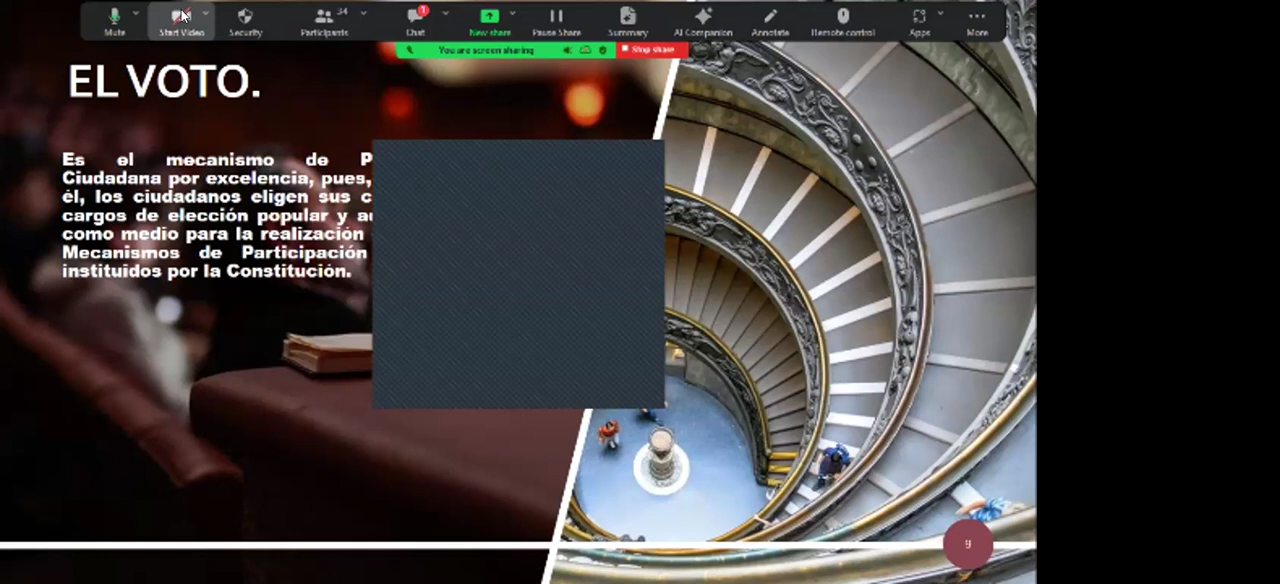 Mute
Start Video
Security
Participants
34
Chat
1
New share
Pause Share
Summary
AI Companion
Annotate
Remote control
Apps
More
You are screen sharing
Stop share
EL VOTO.
Es el mecanismo de
Ciudadana por excelencia, pues,
él, los ciudadanos eligen sus
cargos de elección popular y
como medio para la realización
Mecanismos de Participación
instituidos por la Constitución.
9